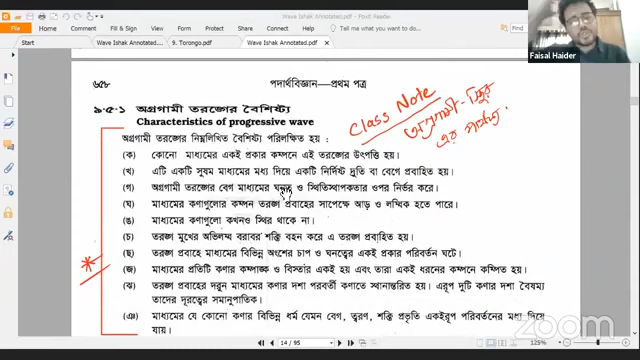 Wave Ishak Annotated.pdf - Foxit Reader
File Home Comment Fill & Sign View Form Protect Share Connect Help Tell me what you want to do...
Start 9. Torongo.pdf Wave Ishak Annotated.pdf
Faisal Haider
৬৫৮ পদার্থবিজ্ঞান—প্রথম পত্র
Class Note
৯.৫.১ অগ্রগামী তরঙ্গের বৈশিষ্ট্য
Characteristics of progressive wave
অগ্রগামী তরঙ্গের নিম্নলিখিত বৈশিষ্ট্য পরিলক্ষিত হয় :
(ক) কোনো মাধ্যমের একই প্রকার কম্পনে এই তরঙ্গের উৎপত্তি হয়।
(খ) এটি একটি সুষম মাধ্যমের মধ্য দিয়ে একটি নির্দিষ্ট দ্রুতি বা বেগে প্রবাহিত হয়।
(গ) অগ্রগামী তরঙ্গের বেগ মাধ্যমের ঘনত্ব ও স্থিতিস্থাপকতার ওপর নির্ভর করে।
(ঘ) মাধ্যমের কণাগুলোর কম্পন তরঙ্গ প্রবাহের সাপেক্ষে আড় ও লম্বিক হতে পারে।
(ঙ) মাধ্যমের কণাগুলো কখনও স্থির থাকে না।
(চ) তরঙ্গ মুখের অভিলম্ব বরাবর শক্তি বহন করে এ তরঙ্গ প্রবাহিত হয়।
(ছ) তরঙ্গ প্রবাহে মাধ্যমের বিভিন্ন অংশের চাপ ও ঘনত্বের একই প্রকার পরিবর্তন ঘটে।
(জ) মাধ্যমের প্রতিটি কণার কম্পাঙ্ক ও বিস্তার একই হয় এবং তারা একই ধরনের কম্পনে কম্পিত হয়।
(ঝ) তরঙ্গ প্রবাহের দরুন মাধ্যমের কণার দশা পরবর্তী কণাতে স্থানান্তরিত হয়। এরূপ দুটি কণার দশা বৈষম্য
তাদের দূরত্বের সমানুপাতিক।
(ঞ) মাধ্যমের যে কোনো কণার বিভিন্ন ধর্ম যেমন বেগ, ত্বরণ, শক্তি প্রভৃতি একইরূপ পরিবর্তনের মধ্য দিয়ে
যায়।
zoom
14 / 95 125%